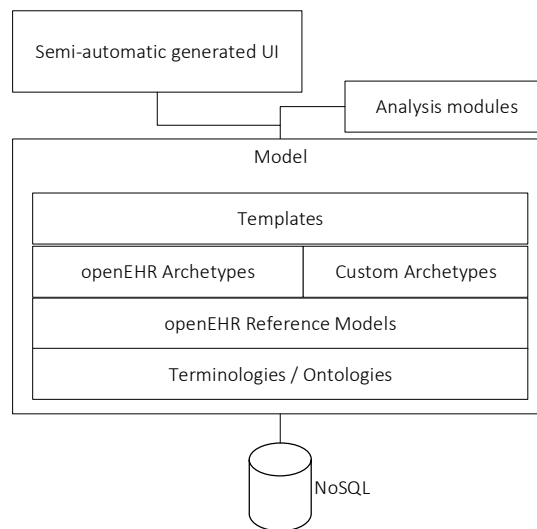 Semi-automatic generated UI
Analysis modules
Model
Templates
openEHR Archetypes
Custom Archetypes
openEHR Reference Models
Terminologies / Ontologies
NoSQL